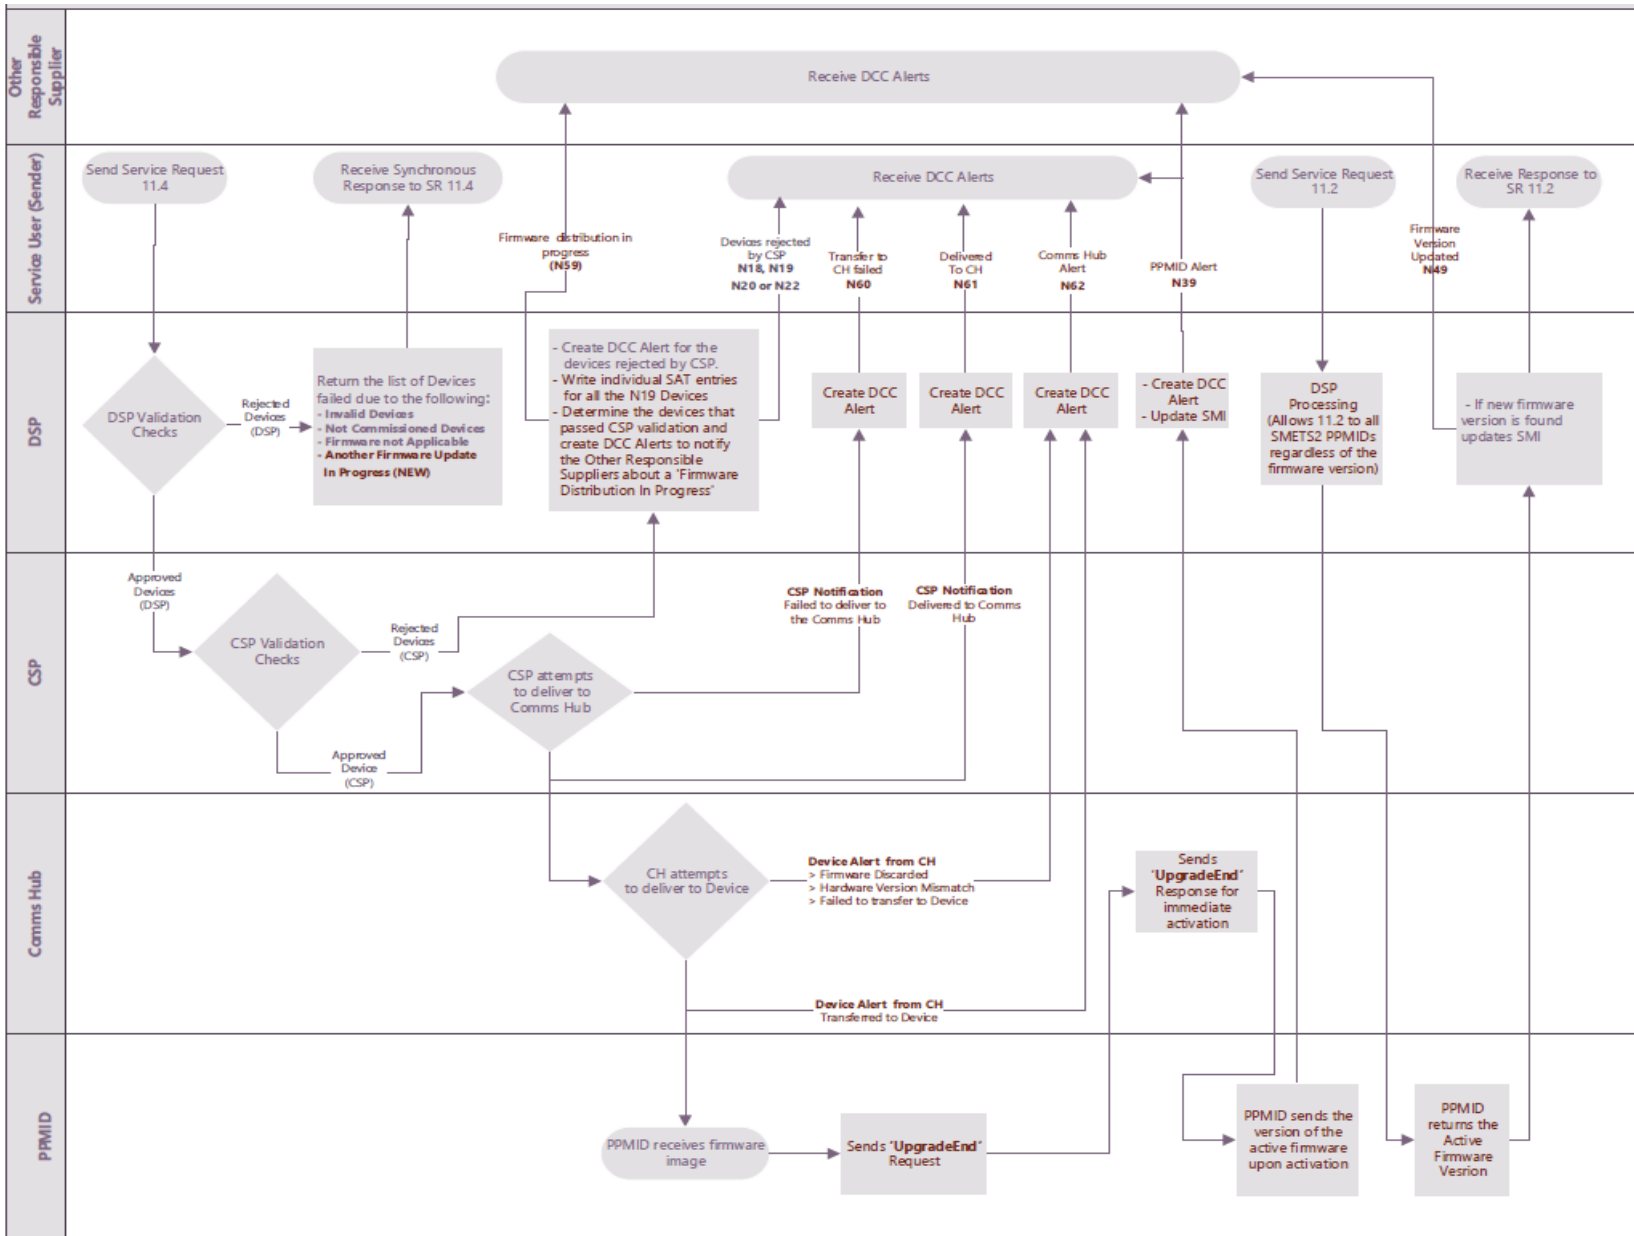 Other
Responsible
Supplier
Receive DCC Alerts
Service User (Sender)
Send Service Request
11.4
Receive Synchronous
Response to SR 11.4
Receive DCC Alerts
Send Service Request
11.2
Receive Response to
SR 11.2
Firmware distribution in
progress
(N59)
Devices rejected
by CSP
N18, N19
N20 or N22
Transfer to
CH failed
N60
Delivered
To CH
N61
Comms Hub
Alert
N62
PPMID Alert
N39
Firmware
Version
Updated
N49
DSP
DSP Validation
Checks
Rejected
Devices
(DSP)
Return the list of Devices
failed due to the following:
- Invalid Devices
- Not Commissioned Devices
- Firmware not Applicable
- Another Firmware Update
In Progress (NEW)
- Create DCC Alert for the
devices rejected by CSP.
- Write individual SAT entries
for all the N19 Devices
- Determine the devices that
passed CSP validation and
create DCC Alerts to notify
the Other Responsible
Suppliers about a 'Firmware
Distribution In Progress'
Create DCC
Alert
Create DCC
Alert
Create DCC
Alert
- Create DCC
Alert
- Update SMI
DSP
Processing
(Allows 11.2 to all
SMETS2 PPMIDs
regardless of the
firmware version)
- If new firmware
version is found
updates SMI
CSP
Approved
Devices
(DSP)
CSP Validation
Checks
Rejected
Devices
(CSP)
Approved
Device
(CSP)
CSP attempts
to deliver to
Comms Hub
CSP Notification
Failed to deliver to
the Comms Hub
CSP Notification
Delivered to Comms
Hub
Comms Hub
CH attempts
to deliver to Device
Device Alert from CH
> Firmware Discarded
> Hardware Version Mismatch
> Failed to transfer to Device
Device Alert from CH
Transferred to Device
Sends
'UpgradeEnd'
Response for
immediate
activation
PPMID
PPMID receives firmware
image
Sends 'UpgradeEnd'
Request
PPMID sends the
version of the
active firmware
upon activation
PPMID
returns the
Active
Firmware
Vesrion